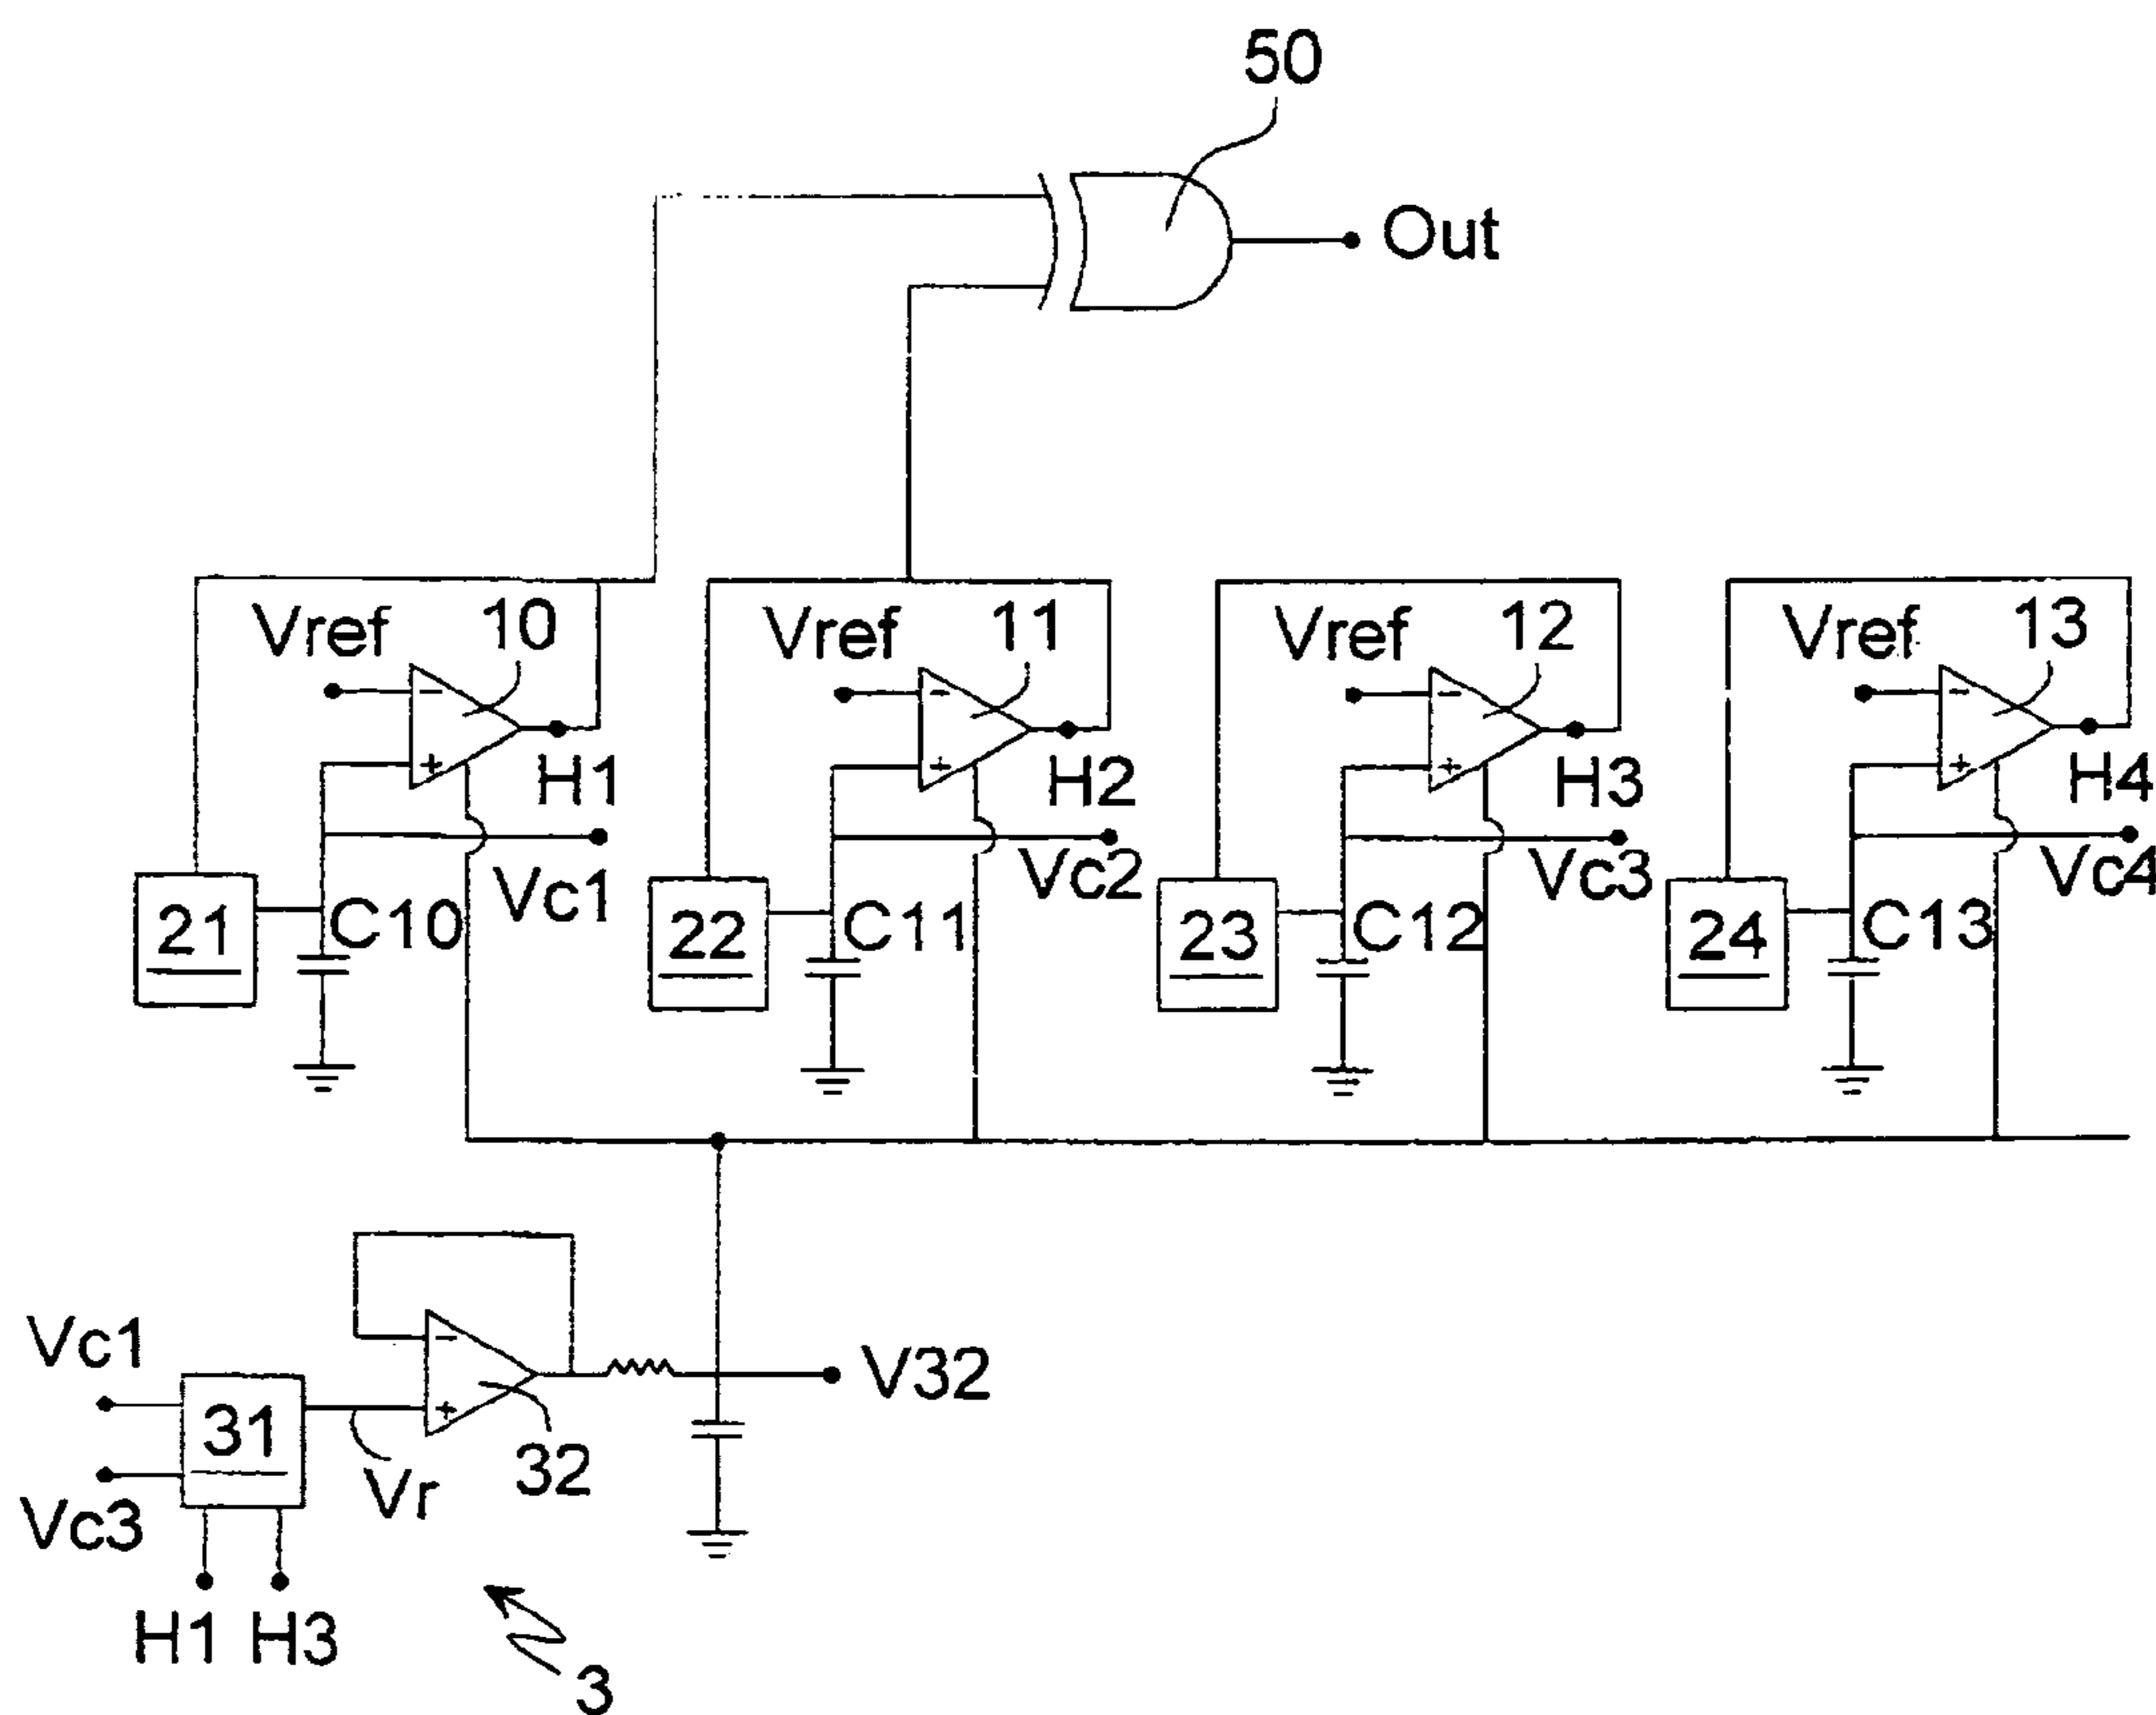 50
Out
Vref 10 Vref 11 Vref 12 Vref 13
− − − −
+ + + +
H1 H2 H3 H4
Vc1 Vc2 Vc3 Vc4
21 C10 22 C11 23 C12 24 C13
Vc1
−
V32
31
+
32
Vr
Vc3
H1 H3
3